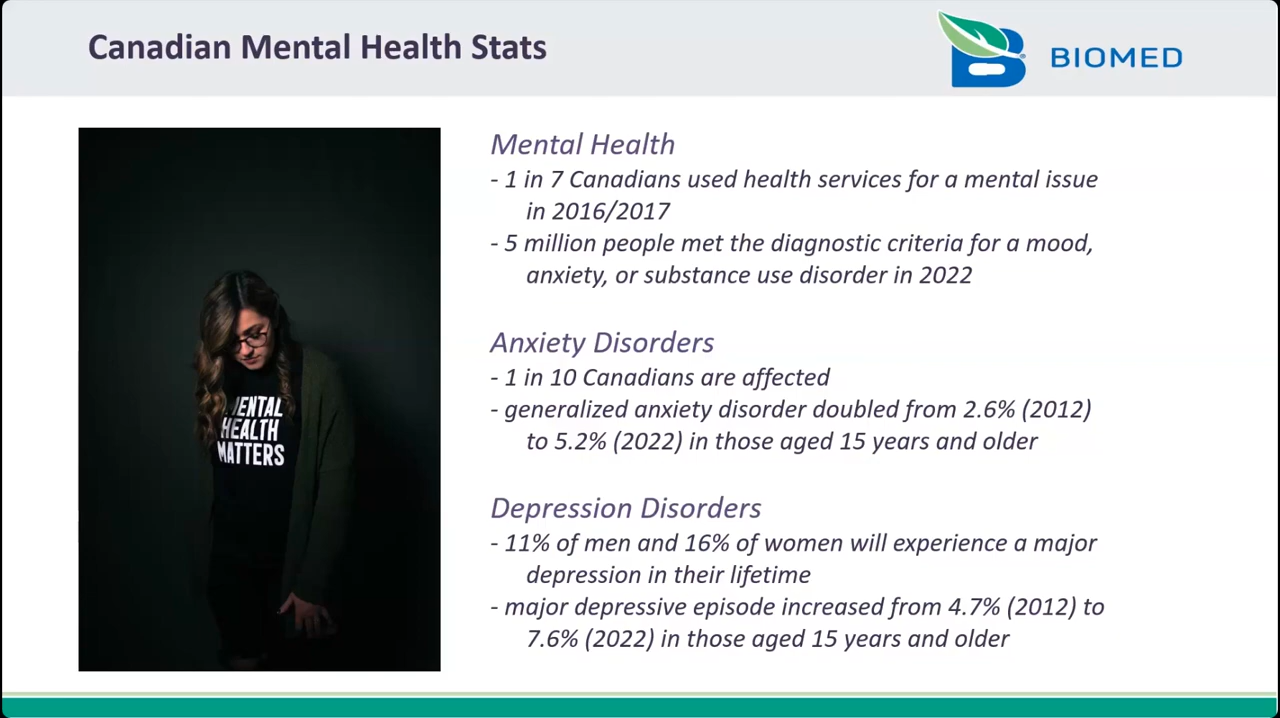 Canadian Mental Health Stats
BIOMED
MENTAL
HEALTH
MATTERS
Mental Health
- 1 in 7 Canadians used health services for a mental issue
in 2016/2017
- 5 million people met the diagnostic criteria for a mood,
anxiety, or substance use disorder in 2022
Anxiety Disorders
- 1 in 10 Canadians are affected
- generalized anxiety disorder doubled from 2.6% (2012)
to 5.2% (2022) in those aged 15 years and older
Depression Disorders
- 11% of men and 16% of women will experience a major
depression in their lifetime
- major depressive episode increased from 4.7% (2012) to
7.6% (2022) in those aged 15 years and older